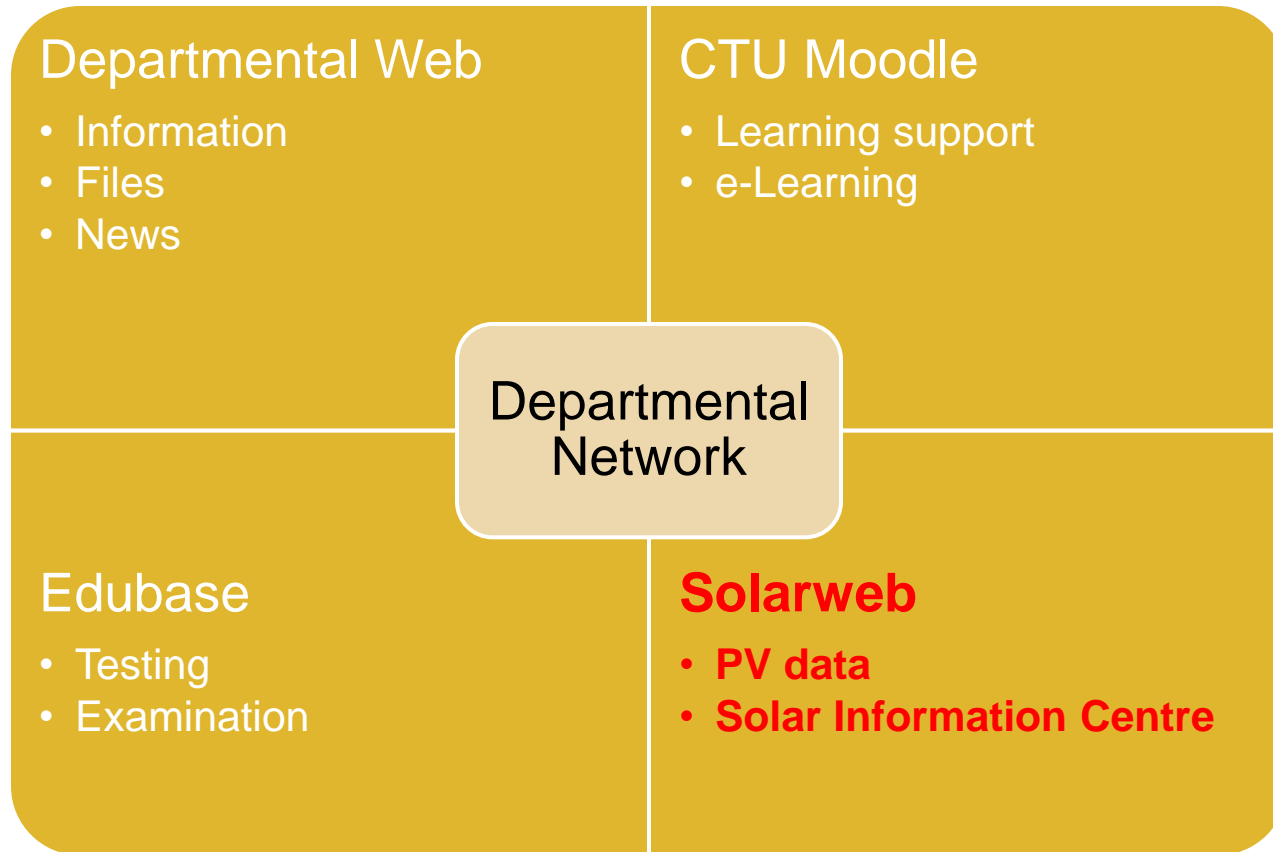 Departmental Web
• Information
• Files
• News
CTU Moodle
• Learning support
• e-Learning
Departmental
Network
Edubase
• Testing
• Examination
Solarweb
• PV data
• Solar Information Centre